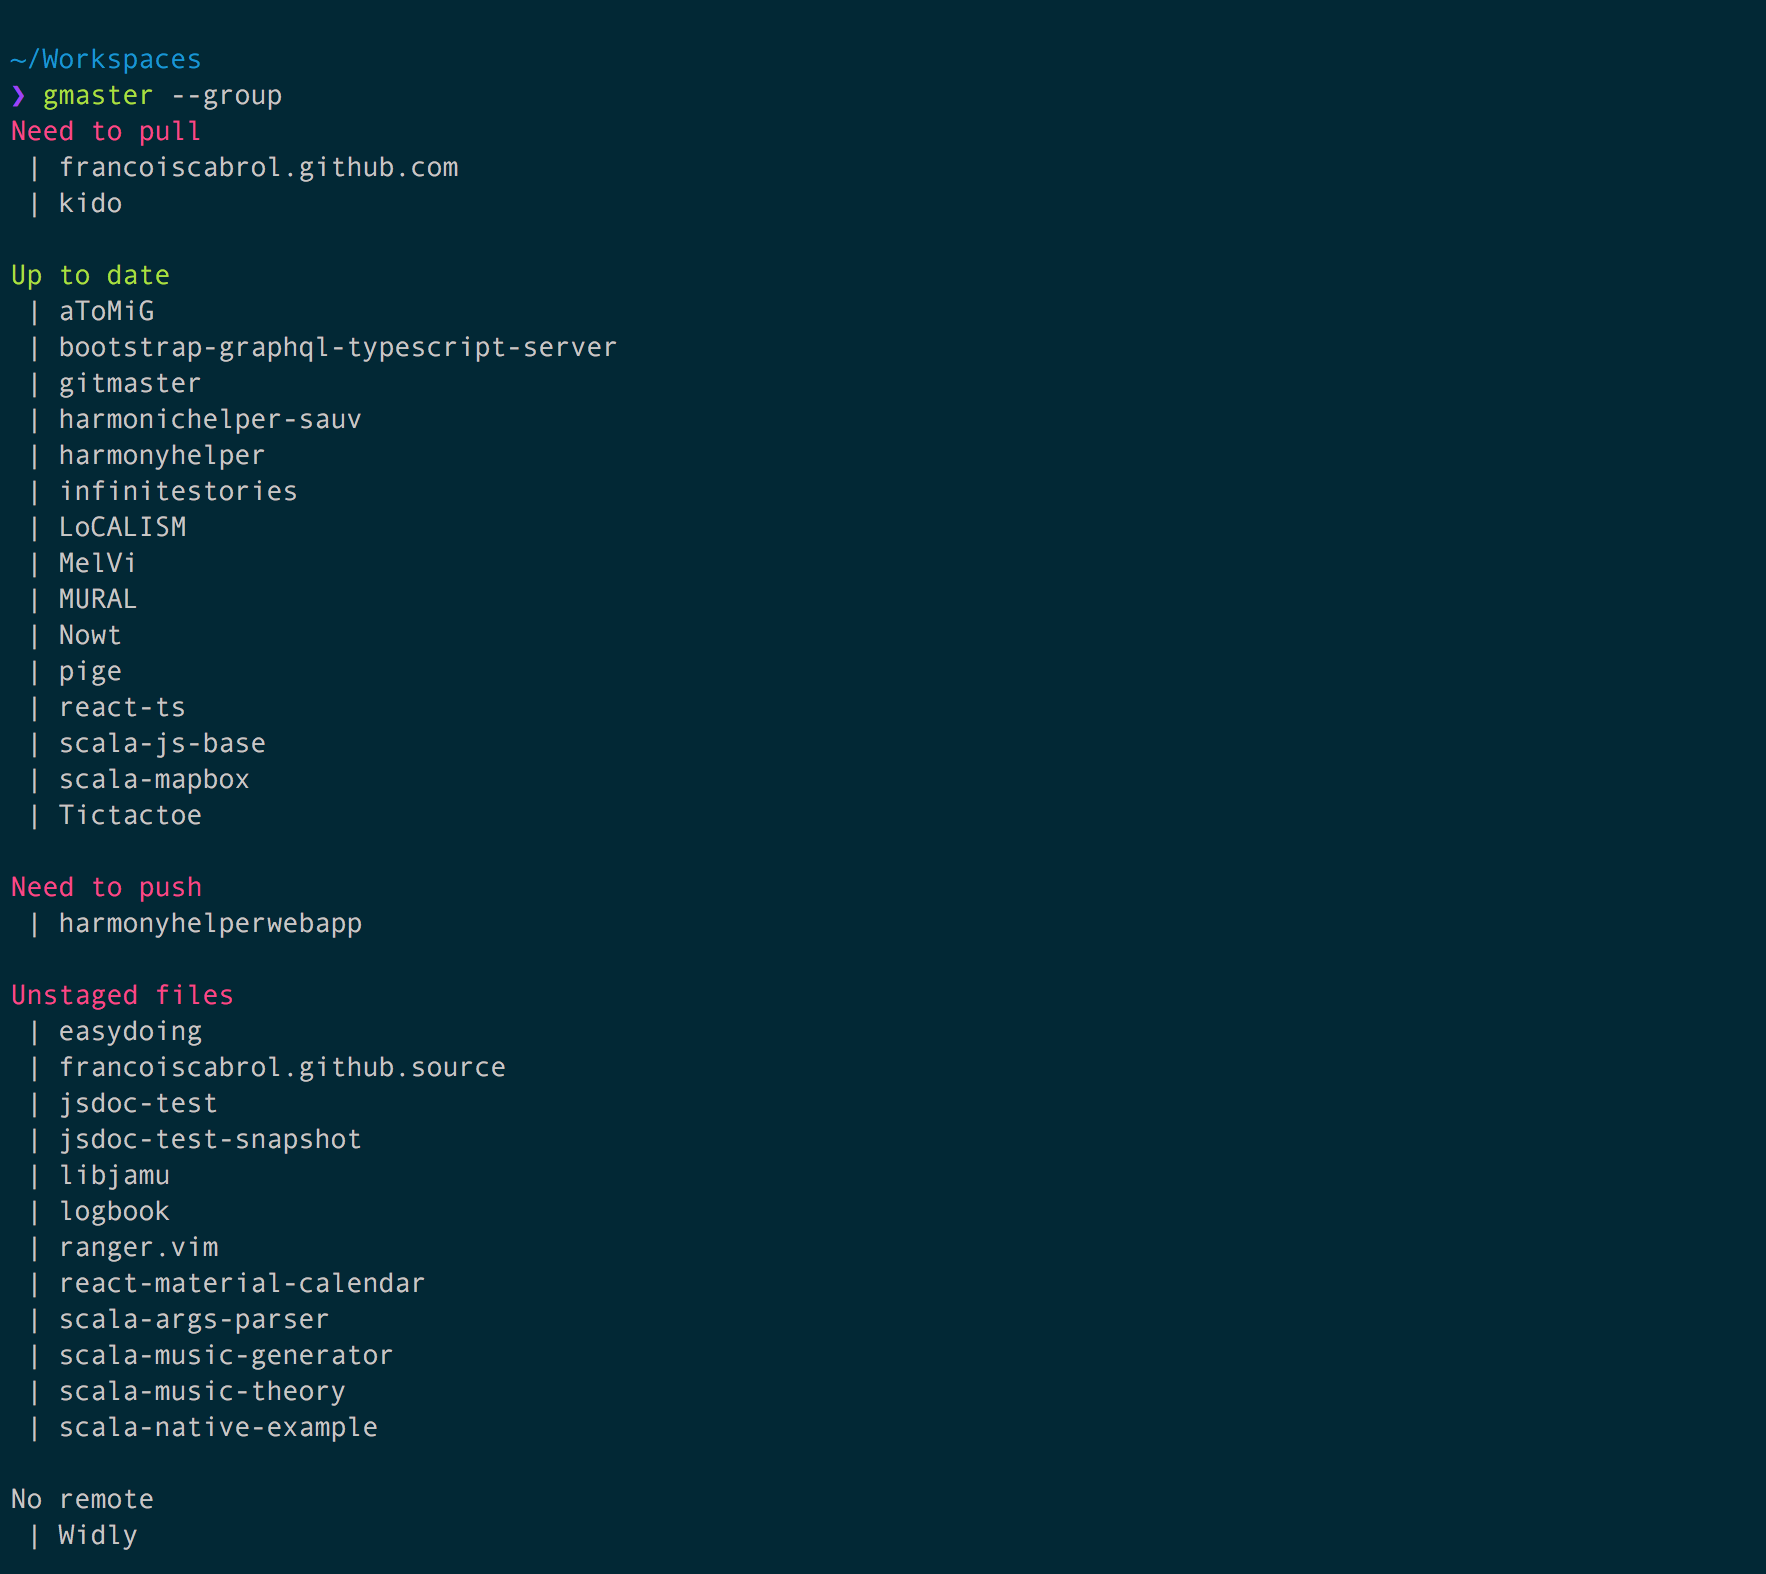 ~/Workspaces
❯ gmaster --group
Need to pull
 | francoiscabrol.github.com
 | kido

Up to date
 | aToMiG
 | bootstrap-graphql-typescript-server
 | gitmaster
 | harmonichelper-sauv
 | harmonyhelper
 | infinitestories
 | LoCALISM
 | MelVi
 | MURAL
 | Nowt
 | pige
 | react-ts
 | scala-js-base
 | scala-mapbox
 | Tictactoe

Need to push
 | harmonyhelperwebapp

Unstaged files
 | easydoing
 | francoiscabrol.github.source
 | jsdoc-test
 | jsdoc-test-snapshot
 | libjamu
 | logbook
 | ranger.vim
 | react-material-calendar
 | scala-args-parser
 | scala-music-generator
 | scala-music-theory
 | scala-native-example

No remote
 | Widly